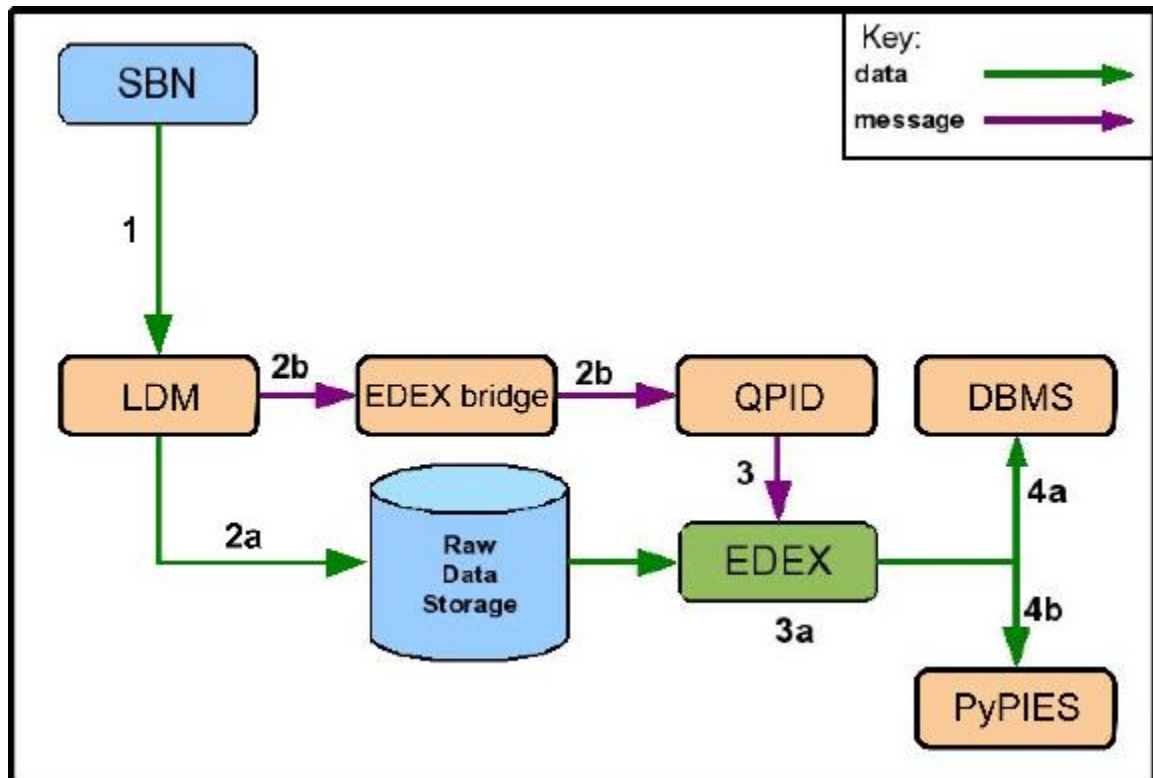 SBN
Key:
data
message
1
LDM
2b
EDEX bridge
2b
QPID
DBMS
3
4a
2a
Raw
Data
Storage
EDEX
3a
4b
PyPIES